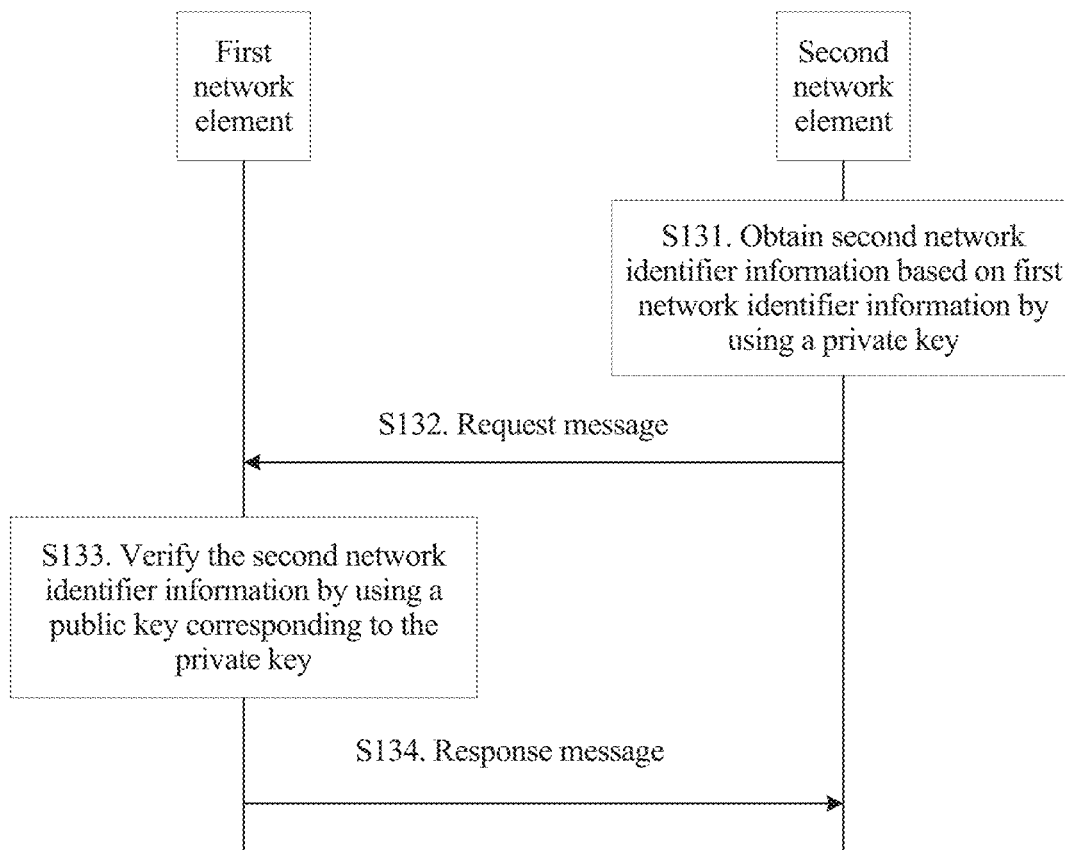 First
network
element
Second
network
element
S131. Obtain second network
identifier information based on first
network identifier information by
using a private key
S132. Request message
S133. Verify the second network
identifier information by using a
public key corresponding to the
private key
S134. Response message